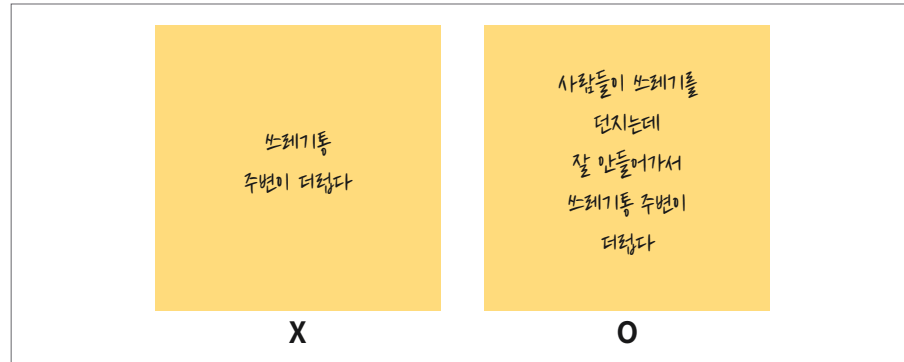 쓰레기통
주변이 더럽다
X
사람들이 쓰레기를
던지는데
잘 안들어가서
쓰레기통 주변이
더럽다
O